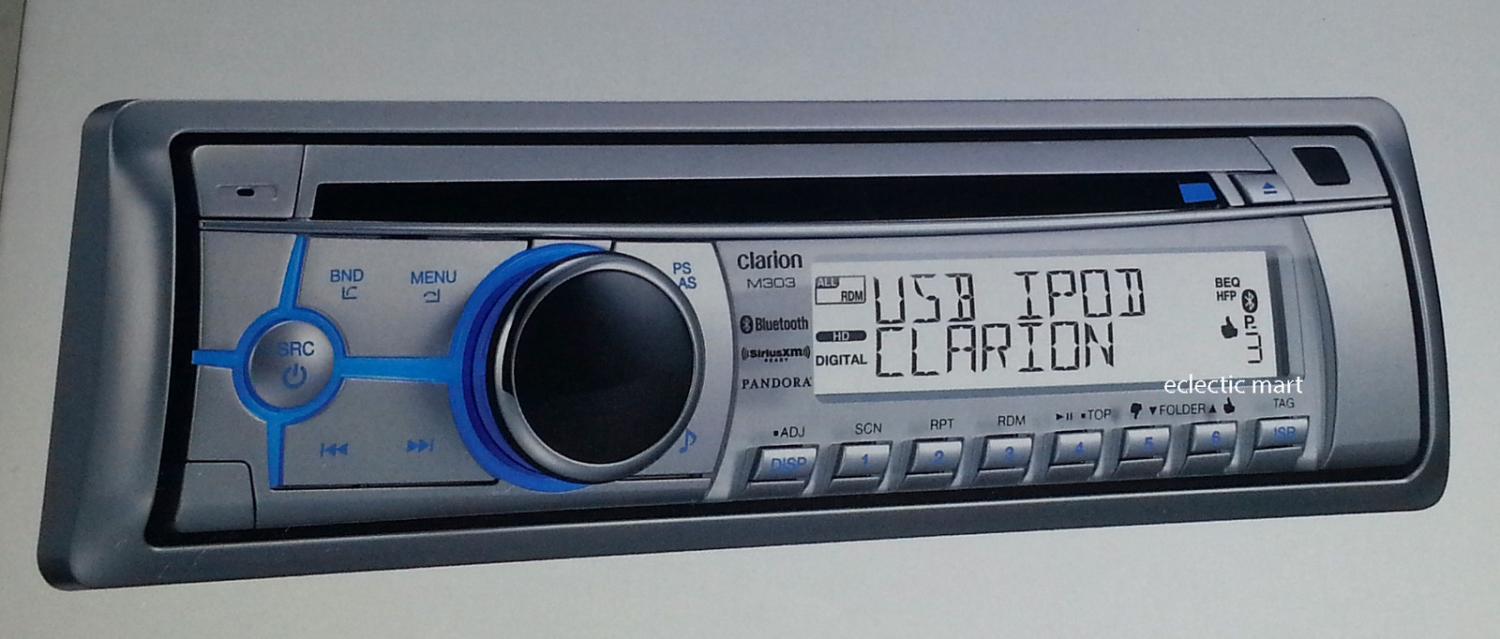 BND
MENU
PS
AS
SRC
clarion
M303
Bluetooth
SiriusXM
READY
PANDORA
ALL
RDM
HD
DIGITAL
USB IPOD
CLARION
BEQ
HFP
P.
3
eclectic mart
ADJ
SCN
RPT
RDM
TOP
FOLDER
TAG
DISP
1
2
3
4
5
6
ISR